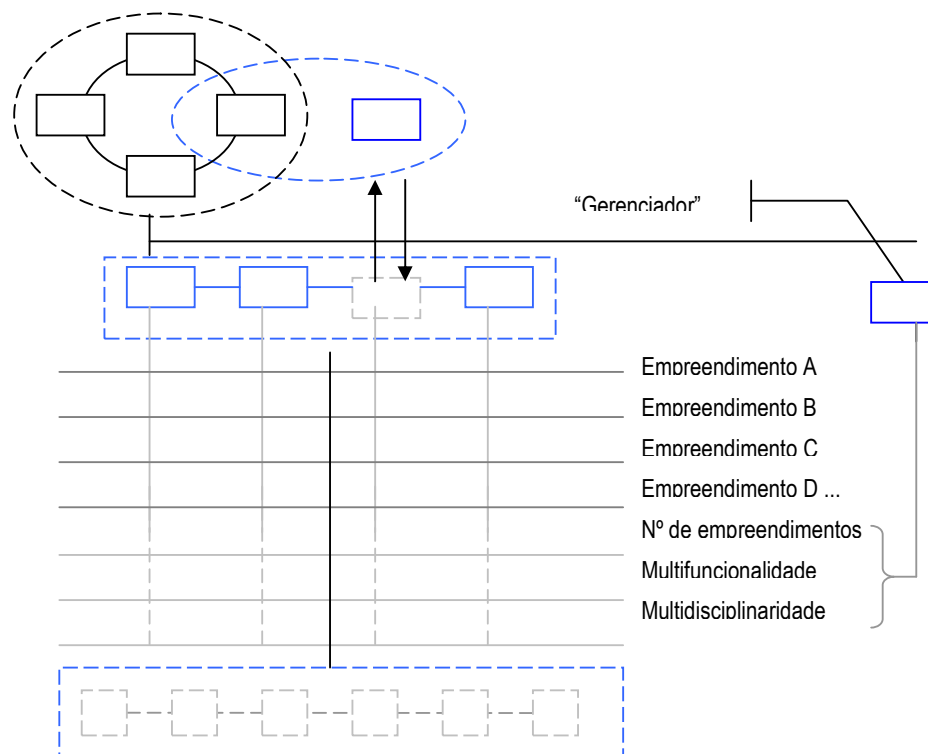 “Gerenciador”
Empreendimento A
Empreendimento B
Empreendimento C
Empreendimento D ...
Nº de empreendimentos
Multifuncionalidade
Multidisciplinaridade